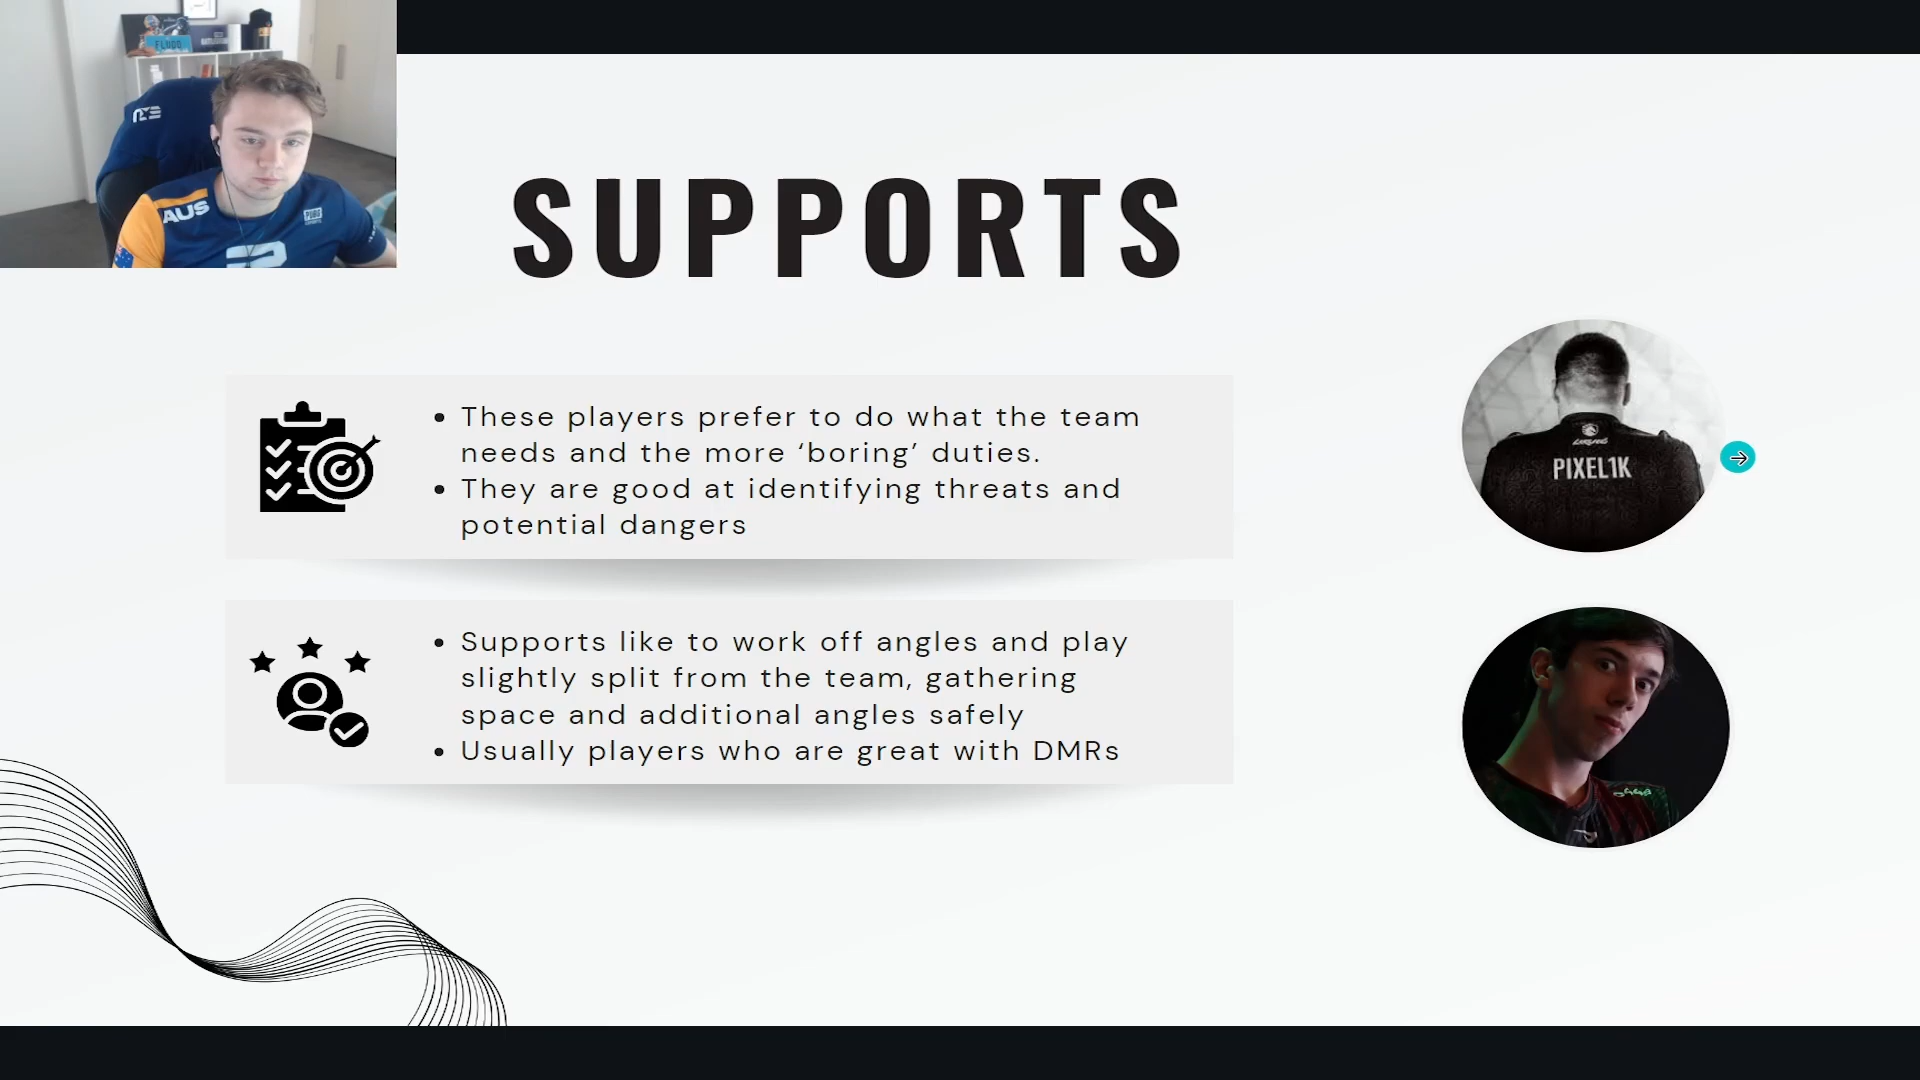 FLUDD
AUS
PUBG
SUPPORTS
These players prefer to do what the team
needs and the more ‘boring’ duties.
They are good at identifying threats and
potential dangers
PIXEL1K
Supports like to work off angles and play
slightly split from the team, gathering
space and additional angles safely
Usually players who are great with DMRs